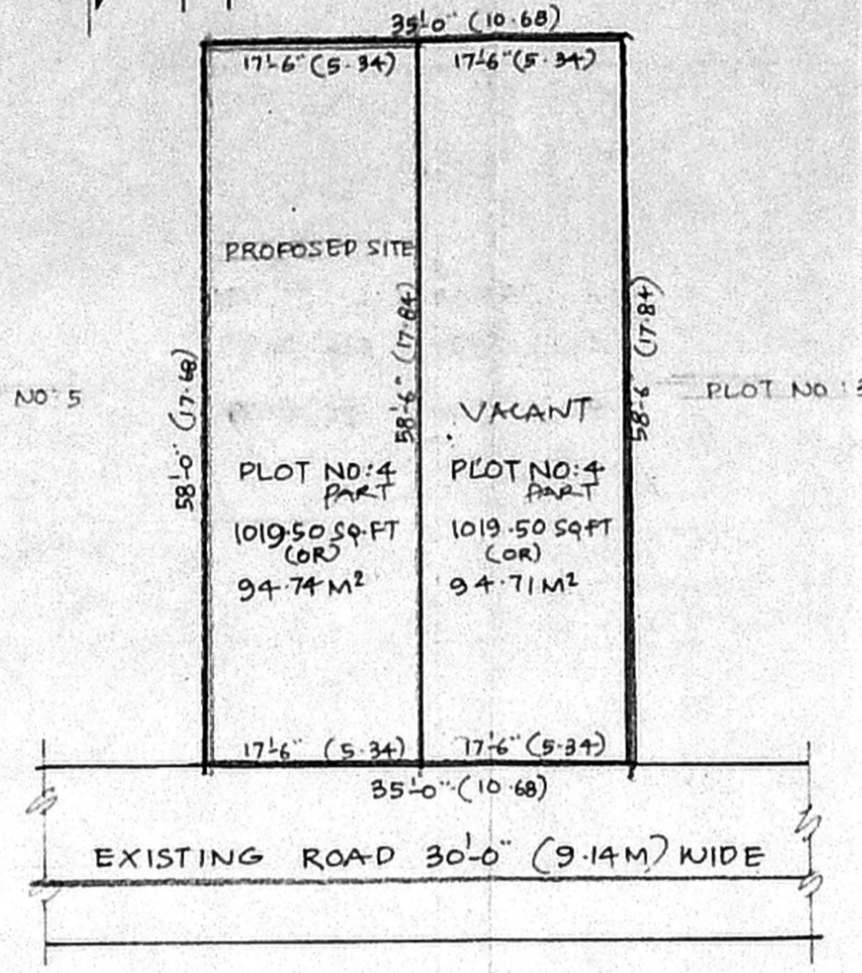 35'-0" (10.68)
17'-6" (5.34) 17'-6" (5.34)
PROPOSED SITE
58'-0" (17.68)
58'-6" (17.84)
58'-6" (17.84)
NO: 5
PLOT NO: 3
VACANT
PLOT NO:4
PART
1019.50 SQ.FT
(OR)
94.74 M²
PLOT NO:4
PART
1019.50 SQFT
(OR)
94.71 M²
17'-6" (5.34) 17'-6" (5.34)
35'-0" (10.68)
EXISTING ROAD 30'-0" (9.14M) WIDE